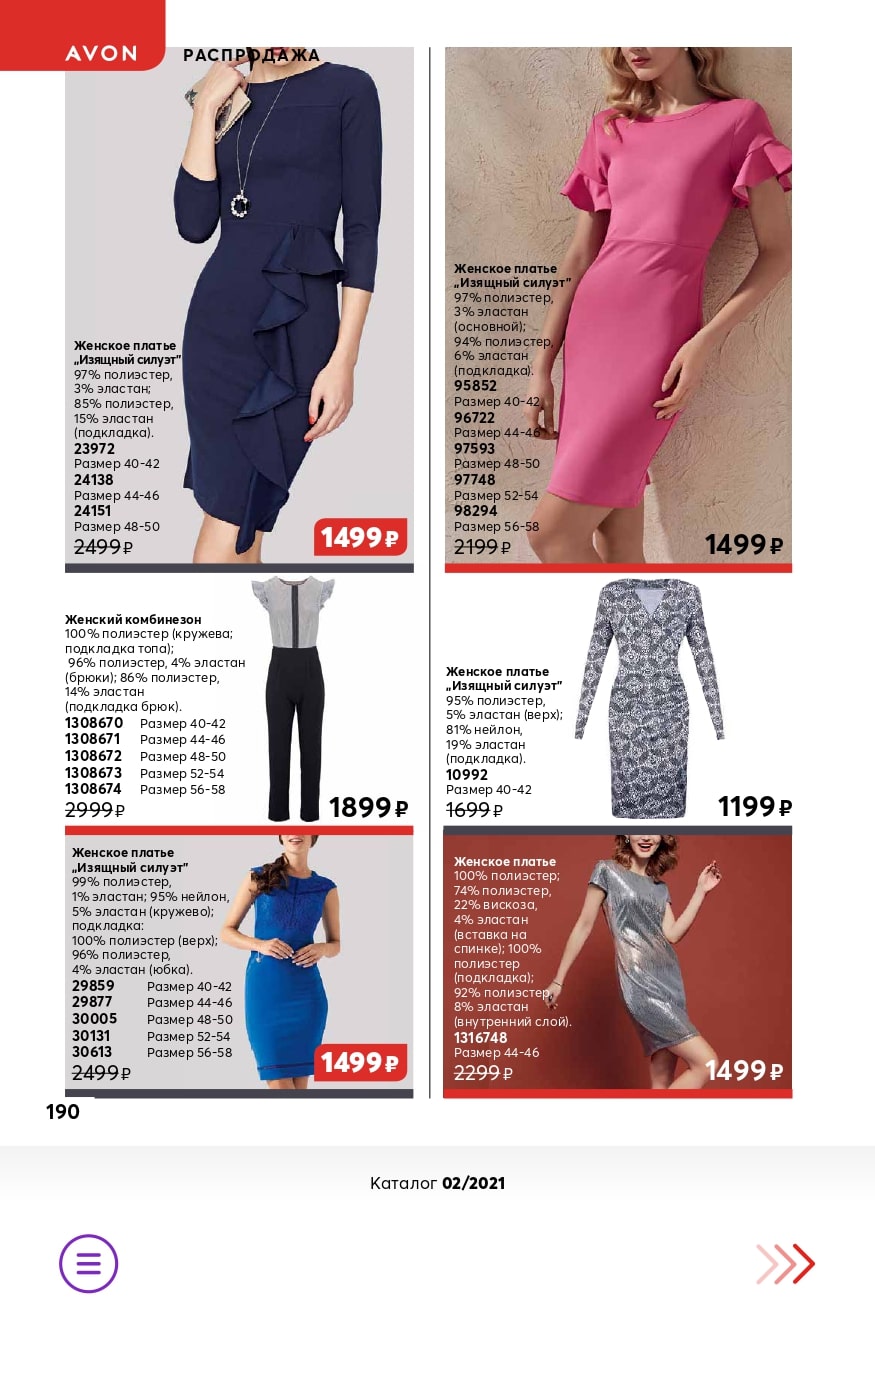 AVON
РАСПРОДАЖА
Женское платье
„Изящный силуэт"
97% полиэстер,
3% эластан;
85% полиэстер,
15% эластан
(подкладка).
23972
Размер 40-42
24138
Размер 44-46
24151
Размер 48-50
2499 ₽
1499 ₽
Женское платье
„Изящный силуэт"
97% полиэстер,
3% эластан
(основной);
94% полиэстер,
6% эластан
(подкладка).
95852
Размер 40-42
96722
Размер 44-46
97593
Размер 48-50
97748
Размер 52-54
98294
Размер 56-58
2199 ₽
1499 ₽
Женский комбинезон
100% полиэстер (кружева;
подкладка топа);
96% полиэстер, 4% эластан
(брюки); 86% полиэстер,
14% эластан
(подкладка брюк).
1308670 Размер 40-42
1308671 Размер 44-46
1308672 Размер 48-50
1308673 Размер 52-54
1308674 Размер 56-58
2999 ₽
1899 ₽
Женское платье
„Изящный силуэт"
95% полиэстер,
5% эластан (верх);
81% нейлон,
19% эластан
(подкладка).
10992
Размер 40-42
1699 ₽
1199 ₽
Женское платье
„Изящный силуэт"
99% полиэстер,
1% эластан; 95% нейлон,
5% эластан (кружево);
подкладка:
100% полиэстер (верх);
96% полиэстер,
4% эластан (юбка).
29859 Размер 40-42
29877 Размер 44-46
30005 Размер 48-50
30131 Размер 52-54
30613 Размер 56-58
2499 ₽
1499 ₽
Женское платье
100% полиэстер;
74% полиэстер,
22% вискоза,
4% эластан
(вставка на
спинке); 100%
полиэстер
(подкладка);
92% полиэстер,
8% эластан
(внутренний слой).
1316748
Размер 44-46
2299 ₽
1499 ₽
190
Каталог 02/2021